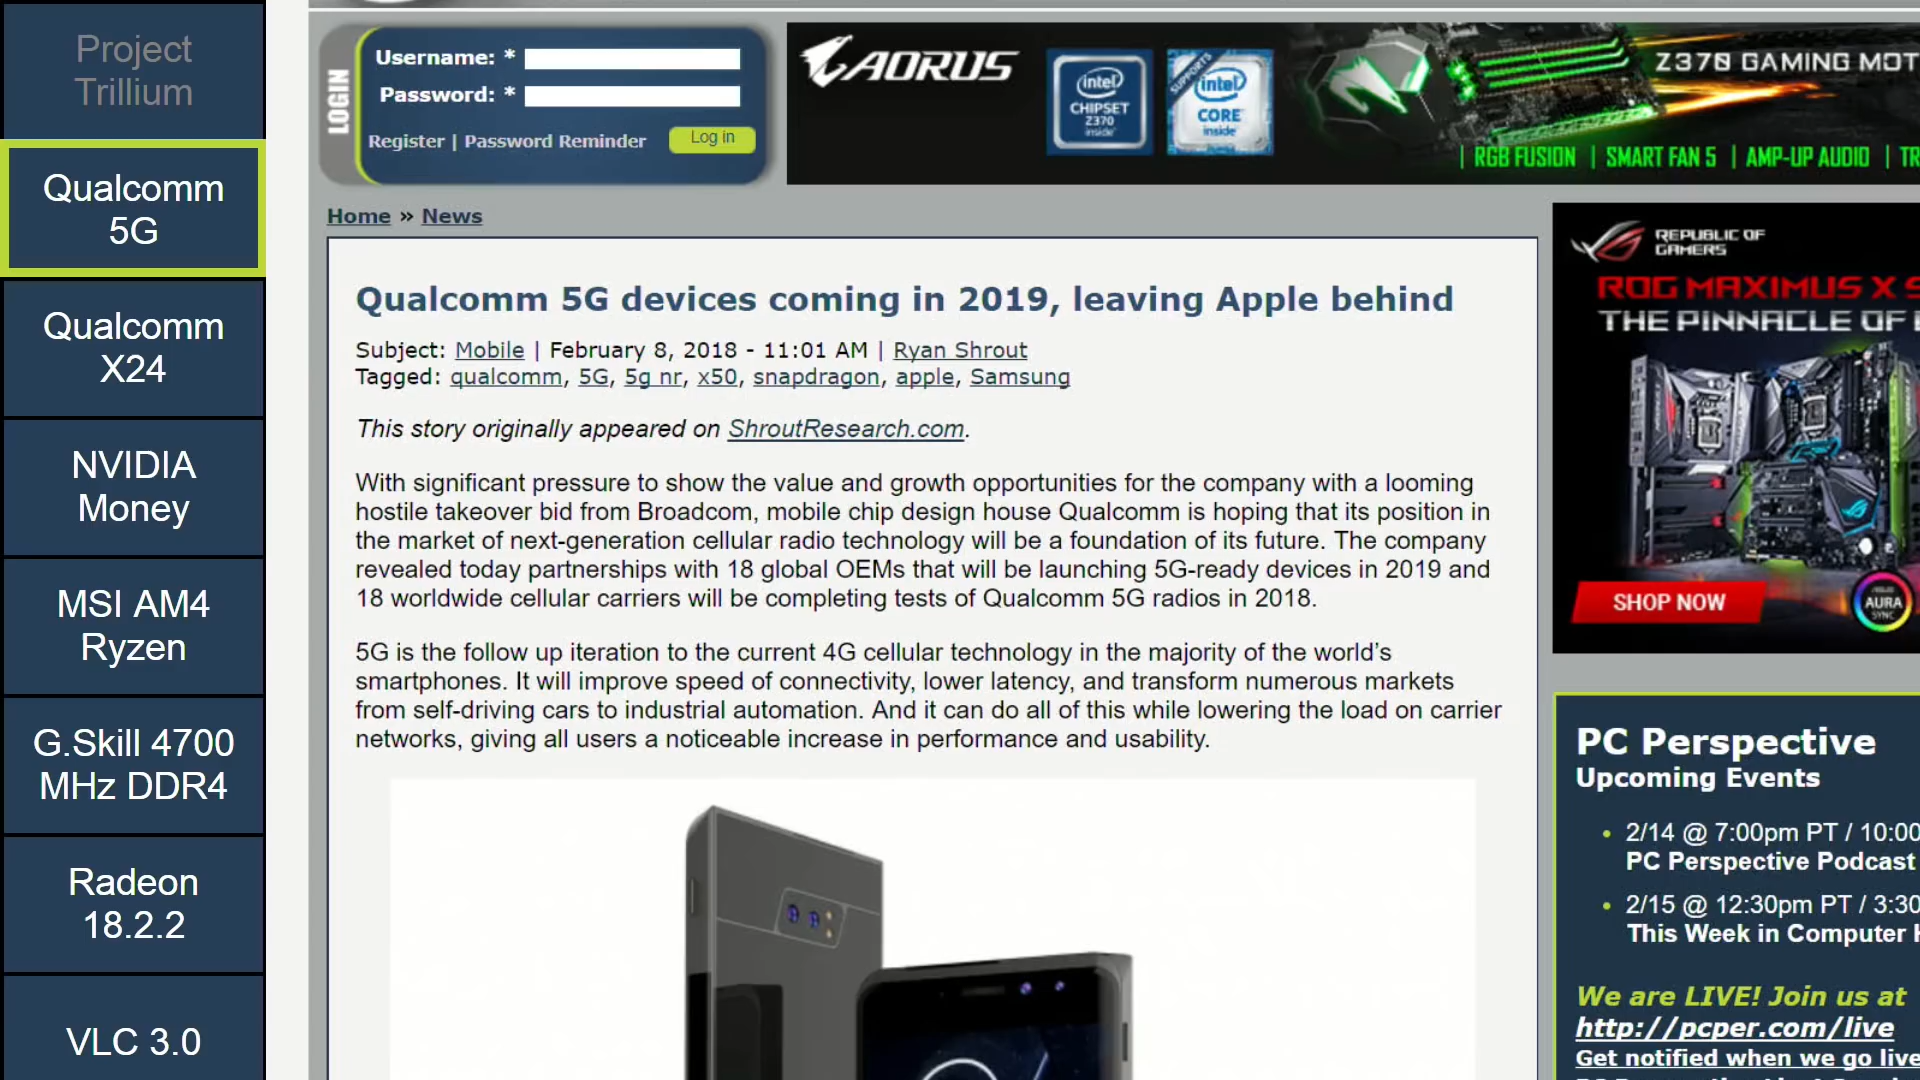 Project
Trillium
Qualcomm
5G
Qualcomm
X24
NVIDIA
Money
MSI AM4
Ryzen
G.Skill 4700
MHz DDR4
Radeon
18.2.2
VLC 3.0
LOGIN
Username: *
Password: *
Register | Password Reminder
Log in
AORUS
intel
CHIPSET
Z370
inside
SUPPORTS
intel
CORE
inside
Z370 GAMING MOT
| RGB FUSION | SMART FAN 5 | AMP-UP AUDIO | TR
Home » News
Qualcomm 5G devices coming in 2019, leaving Apple behind
Subject: Mobile | February 8, 2018 - 11:01 AM | Ryan Shrout
Tagged: qualcomm, 5G, 5g nr, x50, snapdragon, apple, Samsung
This story originally appeared on ShroutResearch.com.
With significant pressure to show the value and growth opportunities for the company with a looming
hostile takeover bid from Broadcom, mobile chip design house Qualcomm is hoping that its position in
the market of next-generation cellular radio technology will be a foundation of its future. The company
revealed today partnerships with 18 global OEMs that will be launching 5G-ready devices in 2019 and
18 worldwide cellular carriers will be completing tests of Qualcomm 5G radios in 2018.
5G is the follow up iteration to the current 4G cellular technology in the majority of the world’s
smartphones. It will improve speed of connectivity, lower latency, and transform numerous markets
from self-driving cars to industrial automation. And it can do all of this while lowering the load on carrier
networks, giving all users a noticeable increase in performance and usability.
REPUBLIC OF
GAMERS
ROG MAXIMUS X S
THE PINNACLE OF
SHOP NOW
AURA
SYNC
PC Perspective
Upcoming Events
2/14 @ 7:00pm PT / 10:00
PC Perspective Podcast
2/15 @ 12:30pm PT / 3:30
This Week in Computer
We are LIVE! Join us at
http://pcper.com/live
Get notified when we go live